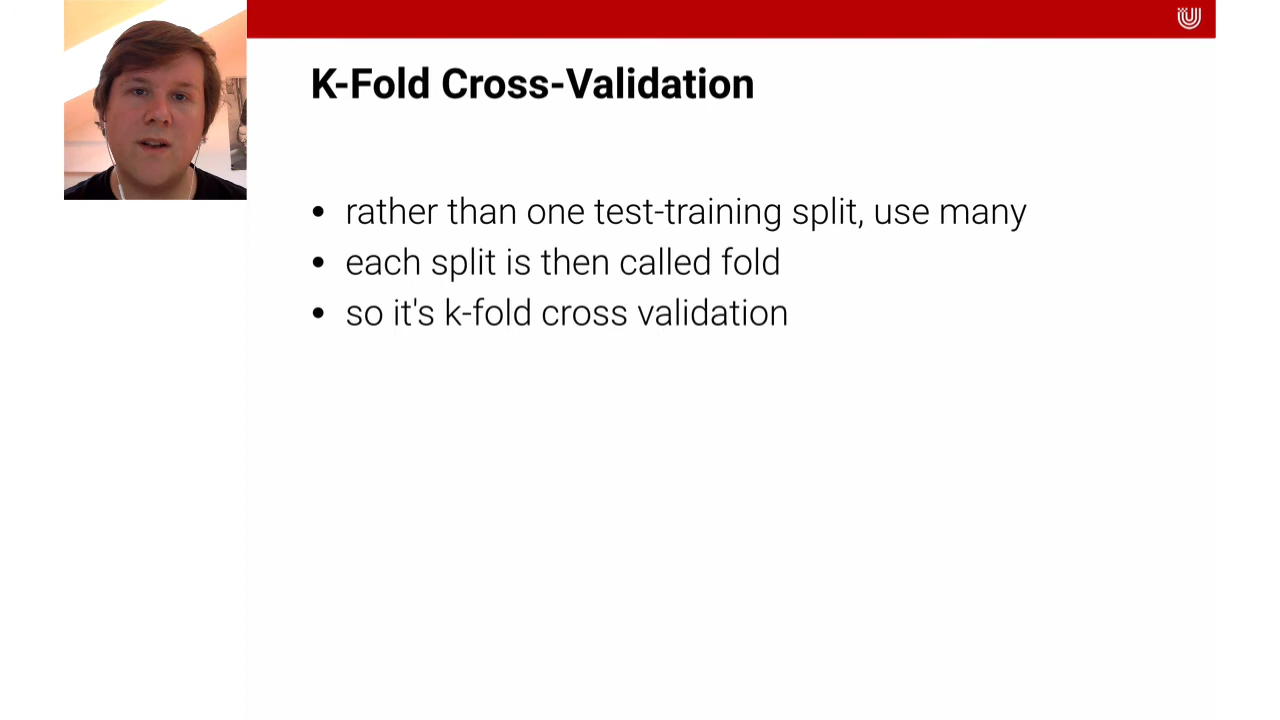 K-Fold Cross-Validation
• rather than one test-training split, use many
• each split is then called fold
• so it's k-fold cross validation